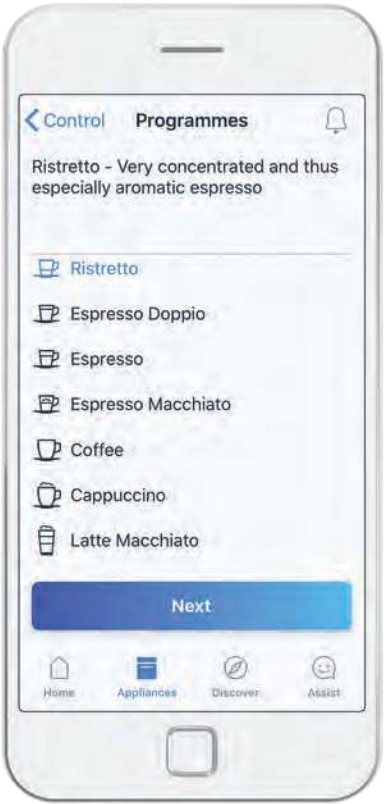 Control Programmes
Ristretto - Very concentrated and thus
especially aromatic espresso
Ristretto
Espresso Doppio
Espresso
Espresso Macchiato
Coffee
Cappuccino
Latte Macchiato
Next
Home Appliances Discover Assist